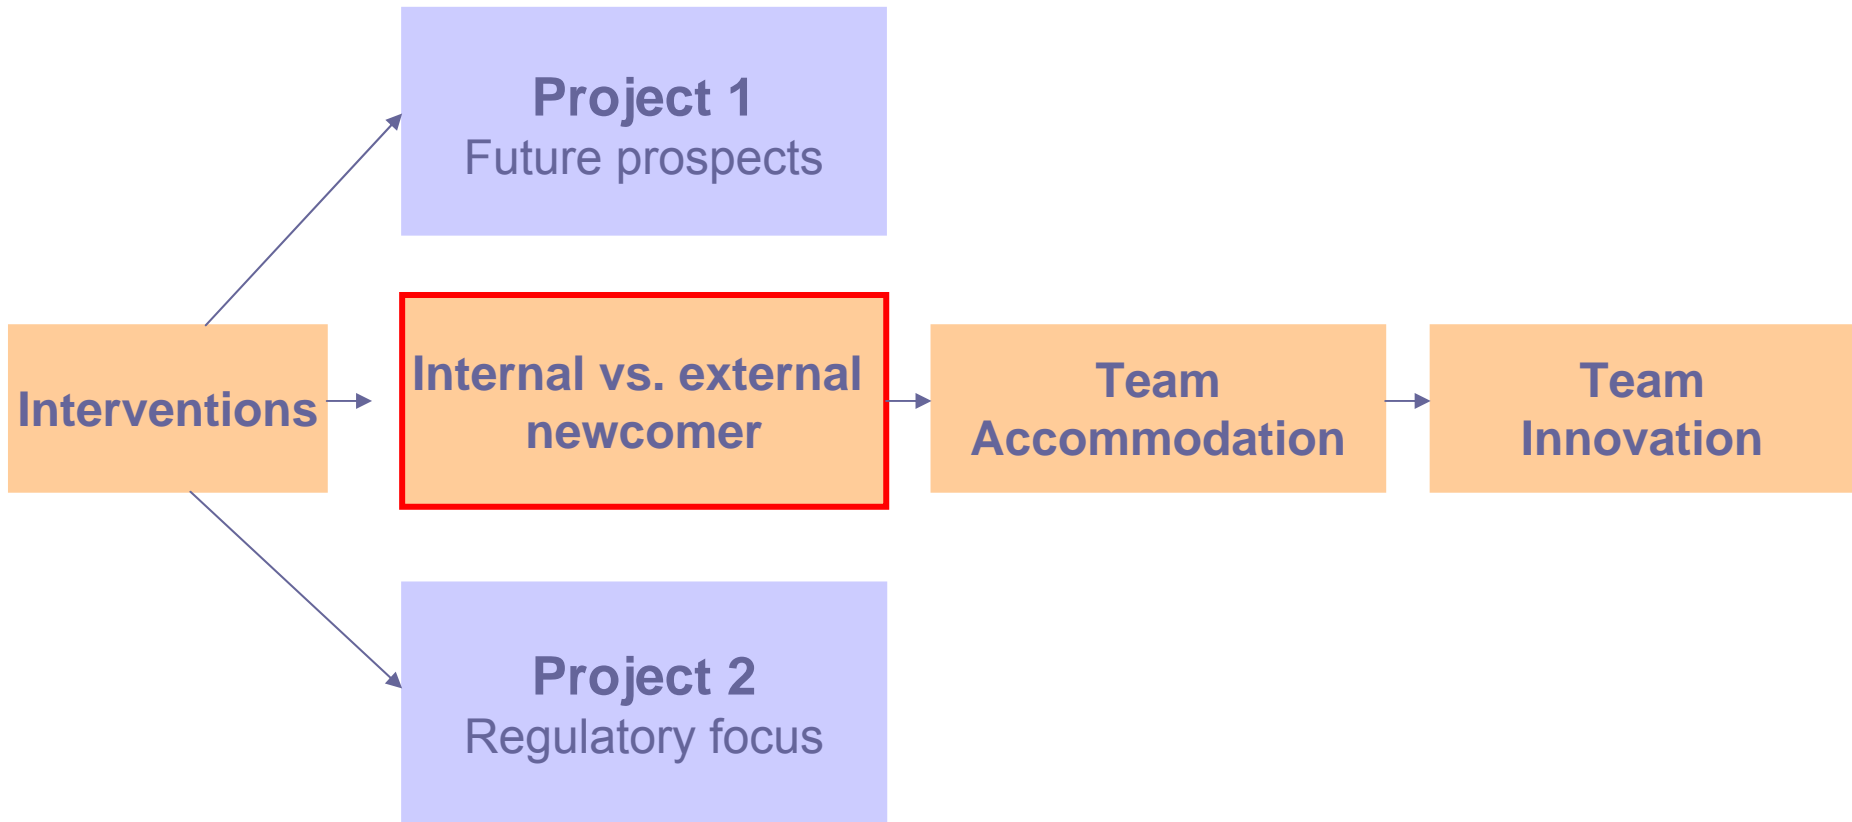 Project 1
Future prospects
Interventions
Internal vs. external
newcomer
Team
Accommodation
Team
Innovation
Project 2
Regulatory focus